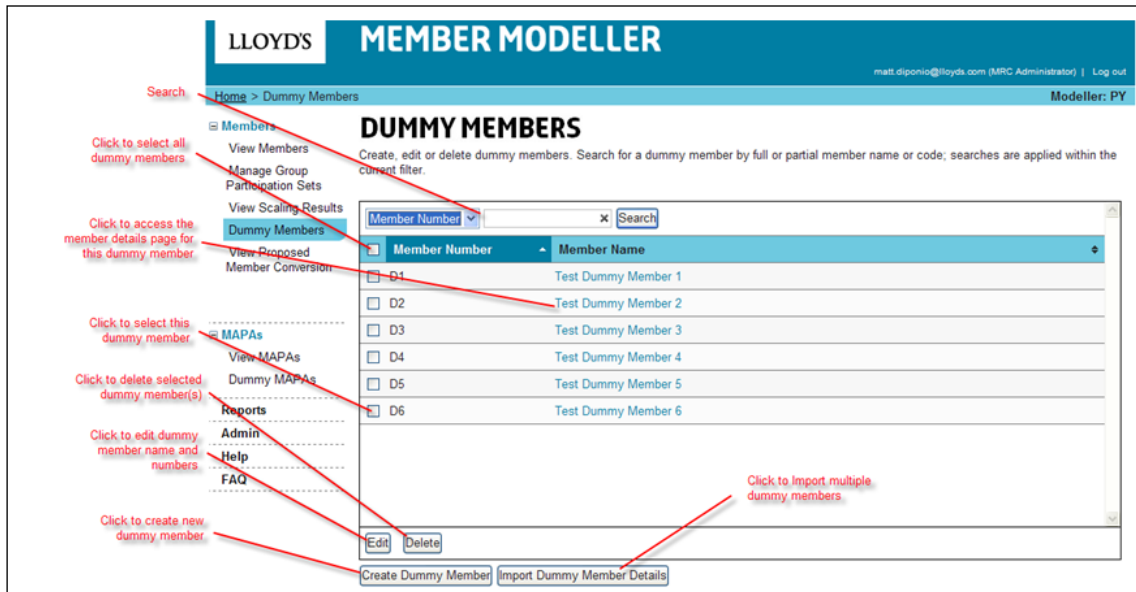 LLOYD'S
MEMBER MODELLER
matt.diponio@lloyds.com (MRC Administrator) | Log out
Home > Dummy Members
Modeller: PY
Search
Click to select all
dummy members
Click to access the
member details page for
this dummy member
Click to select this
dummy member
Click to delete selected
dummy member(s)
Click to edit dummy
member name and
numbers
Click to create new
dummy member
Members
View Members
Manage Group
Participation Sets
View Scaling Results
Dummy Members
View Proposed
Member Conversion
MAPAs
View MAPAs
Dummy MAPAs
Reports
Admin
Help
FAQ
DUMMY MEMBERS
Create, edit or delete dummy members. Search for a dummy member by full or partial member name or code; searches are applied within the
current filter.
Member Number Search
Member Number Member Name
D1 Test Dummy Member 1
D2 Test Dummy Member 2
D3 Test Dummy Member 3
D4 Test Dummy Member 4
D5 Test Dummy Member 5
D6 Test Dummy Member 6
Click to Import multiple
dummy members
Edit Delete
Create Dummy Member Import Dummy Member Details